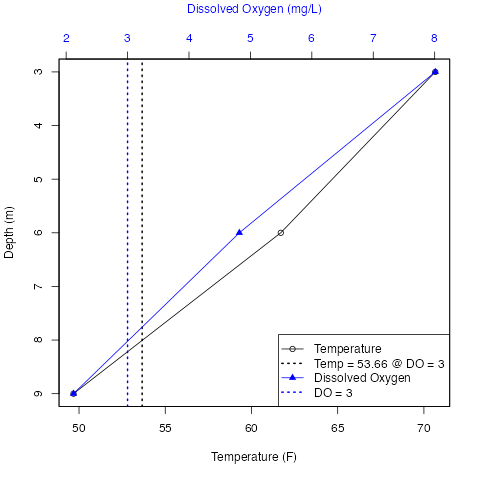 Dissolved Oxygen (mg/L)
2 3 4 5 6 7 8
Depth (m)
3
4
5
6
7
8
9
Temperature
Temp = 53.66 @ DO = 3
Dissolved Oxygen
DO = 3
50 55 60 65 70
Temperature (F)